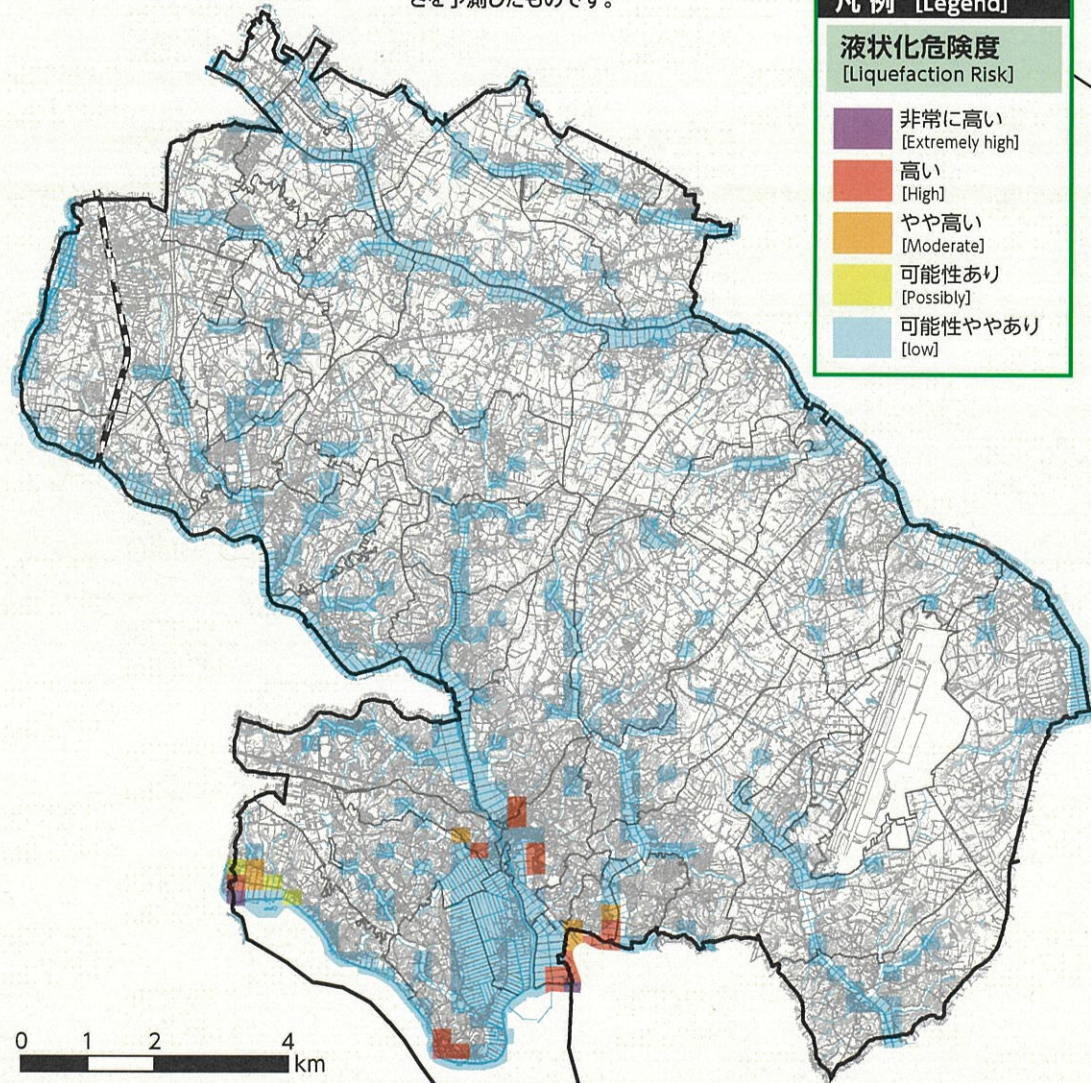 さを予測したものです。
凡例 [Legend]
液状化危険度
[Liquefaction Risk]
非常に高い
[Extremely high]
高い
[High]
やや高い
[Moderate]
可能性あり
[Possibly]
可能性ややあり
[low]
0 1 2 4 km